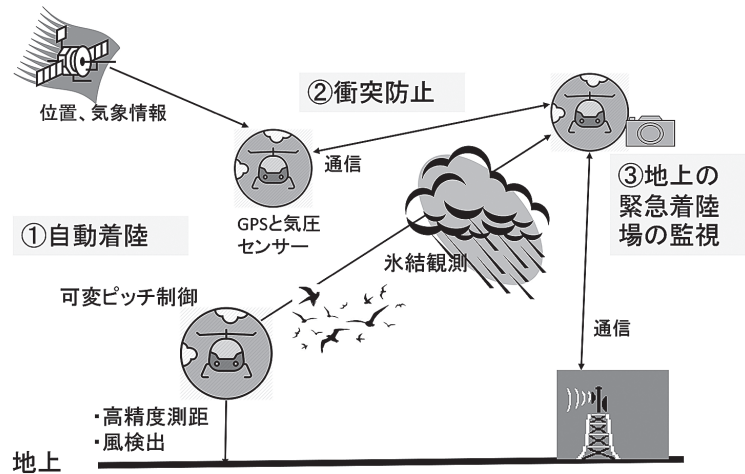 位置、気象情報
②衝突防止
通信
GPSと気圧
センサー
①自動着陸
③地上の
緊急着陸
場の監視
氷結観測
可変ピッチ制御
通信
・高精度測距
・風検出
地上